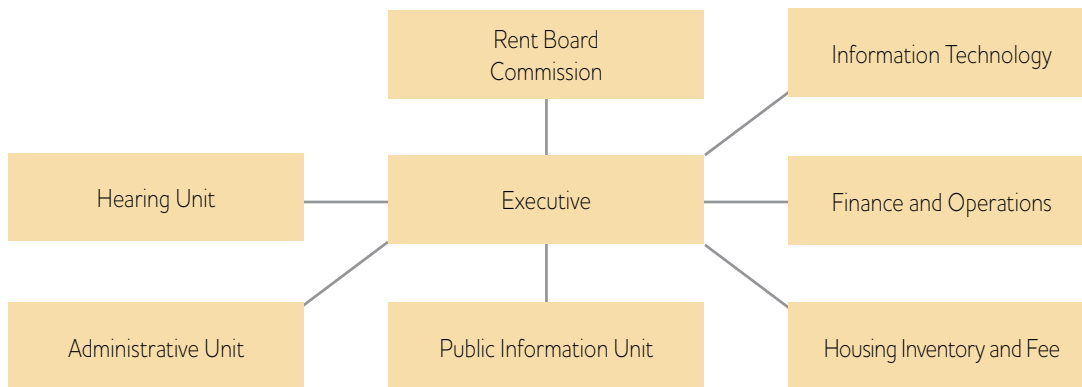 Rent Board
Commission
Information Technology
Hearing Unit
Executive
Finance and Operations
Administrative Unit
Public Information Unit
Housing Inventory and Fee